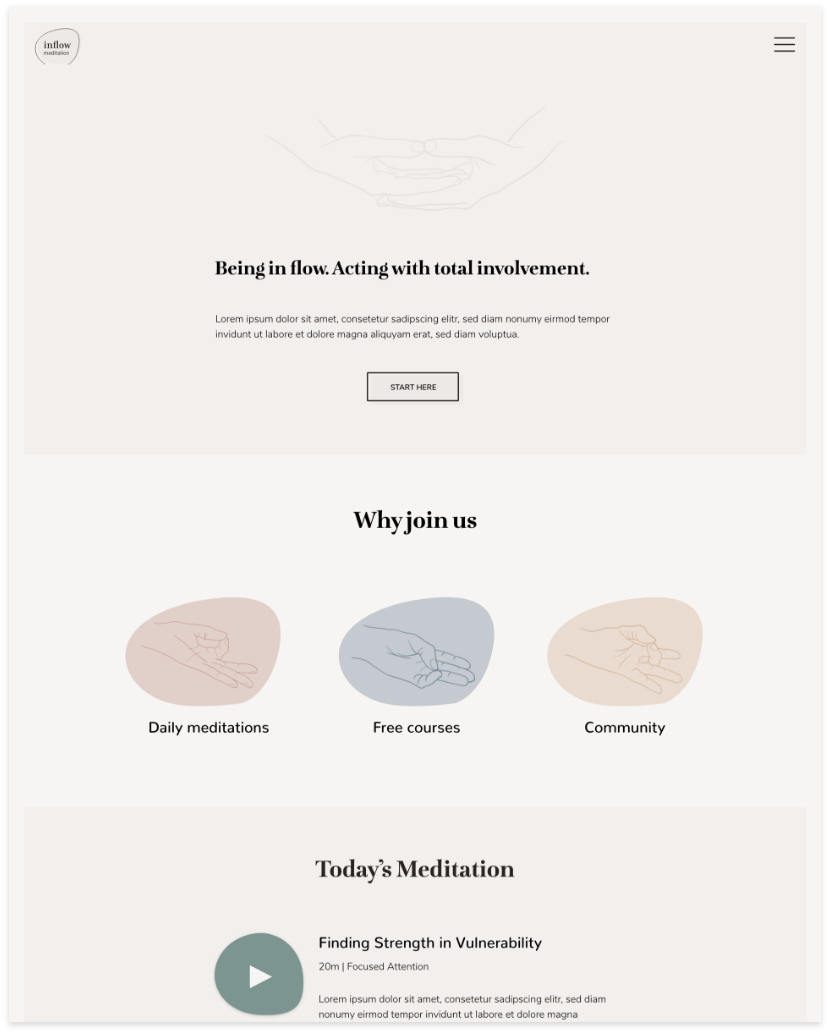 inflow
meditation
Being in flow. Acting with total involvement.
Lorem ipsum dolor sit amet, consetetur sadipscing elitr, sed diam nonumy eirmod tempor
invidunt ut labore et dolore magna aliquyam erat, sed diam voluptua.
START HERE
Why join us
Daily meditations
Free courses
Community
Today's Meditation
Finding Strength in Vulnerability
20m | Focused Attention
Lorem ipsum dolor sit amet, consetetur sadipscing elitr, sed diam
nonumy eirmod tempor invidunt ut labore et dolore magna